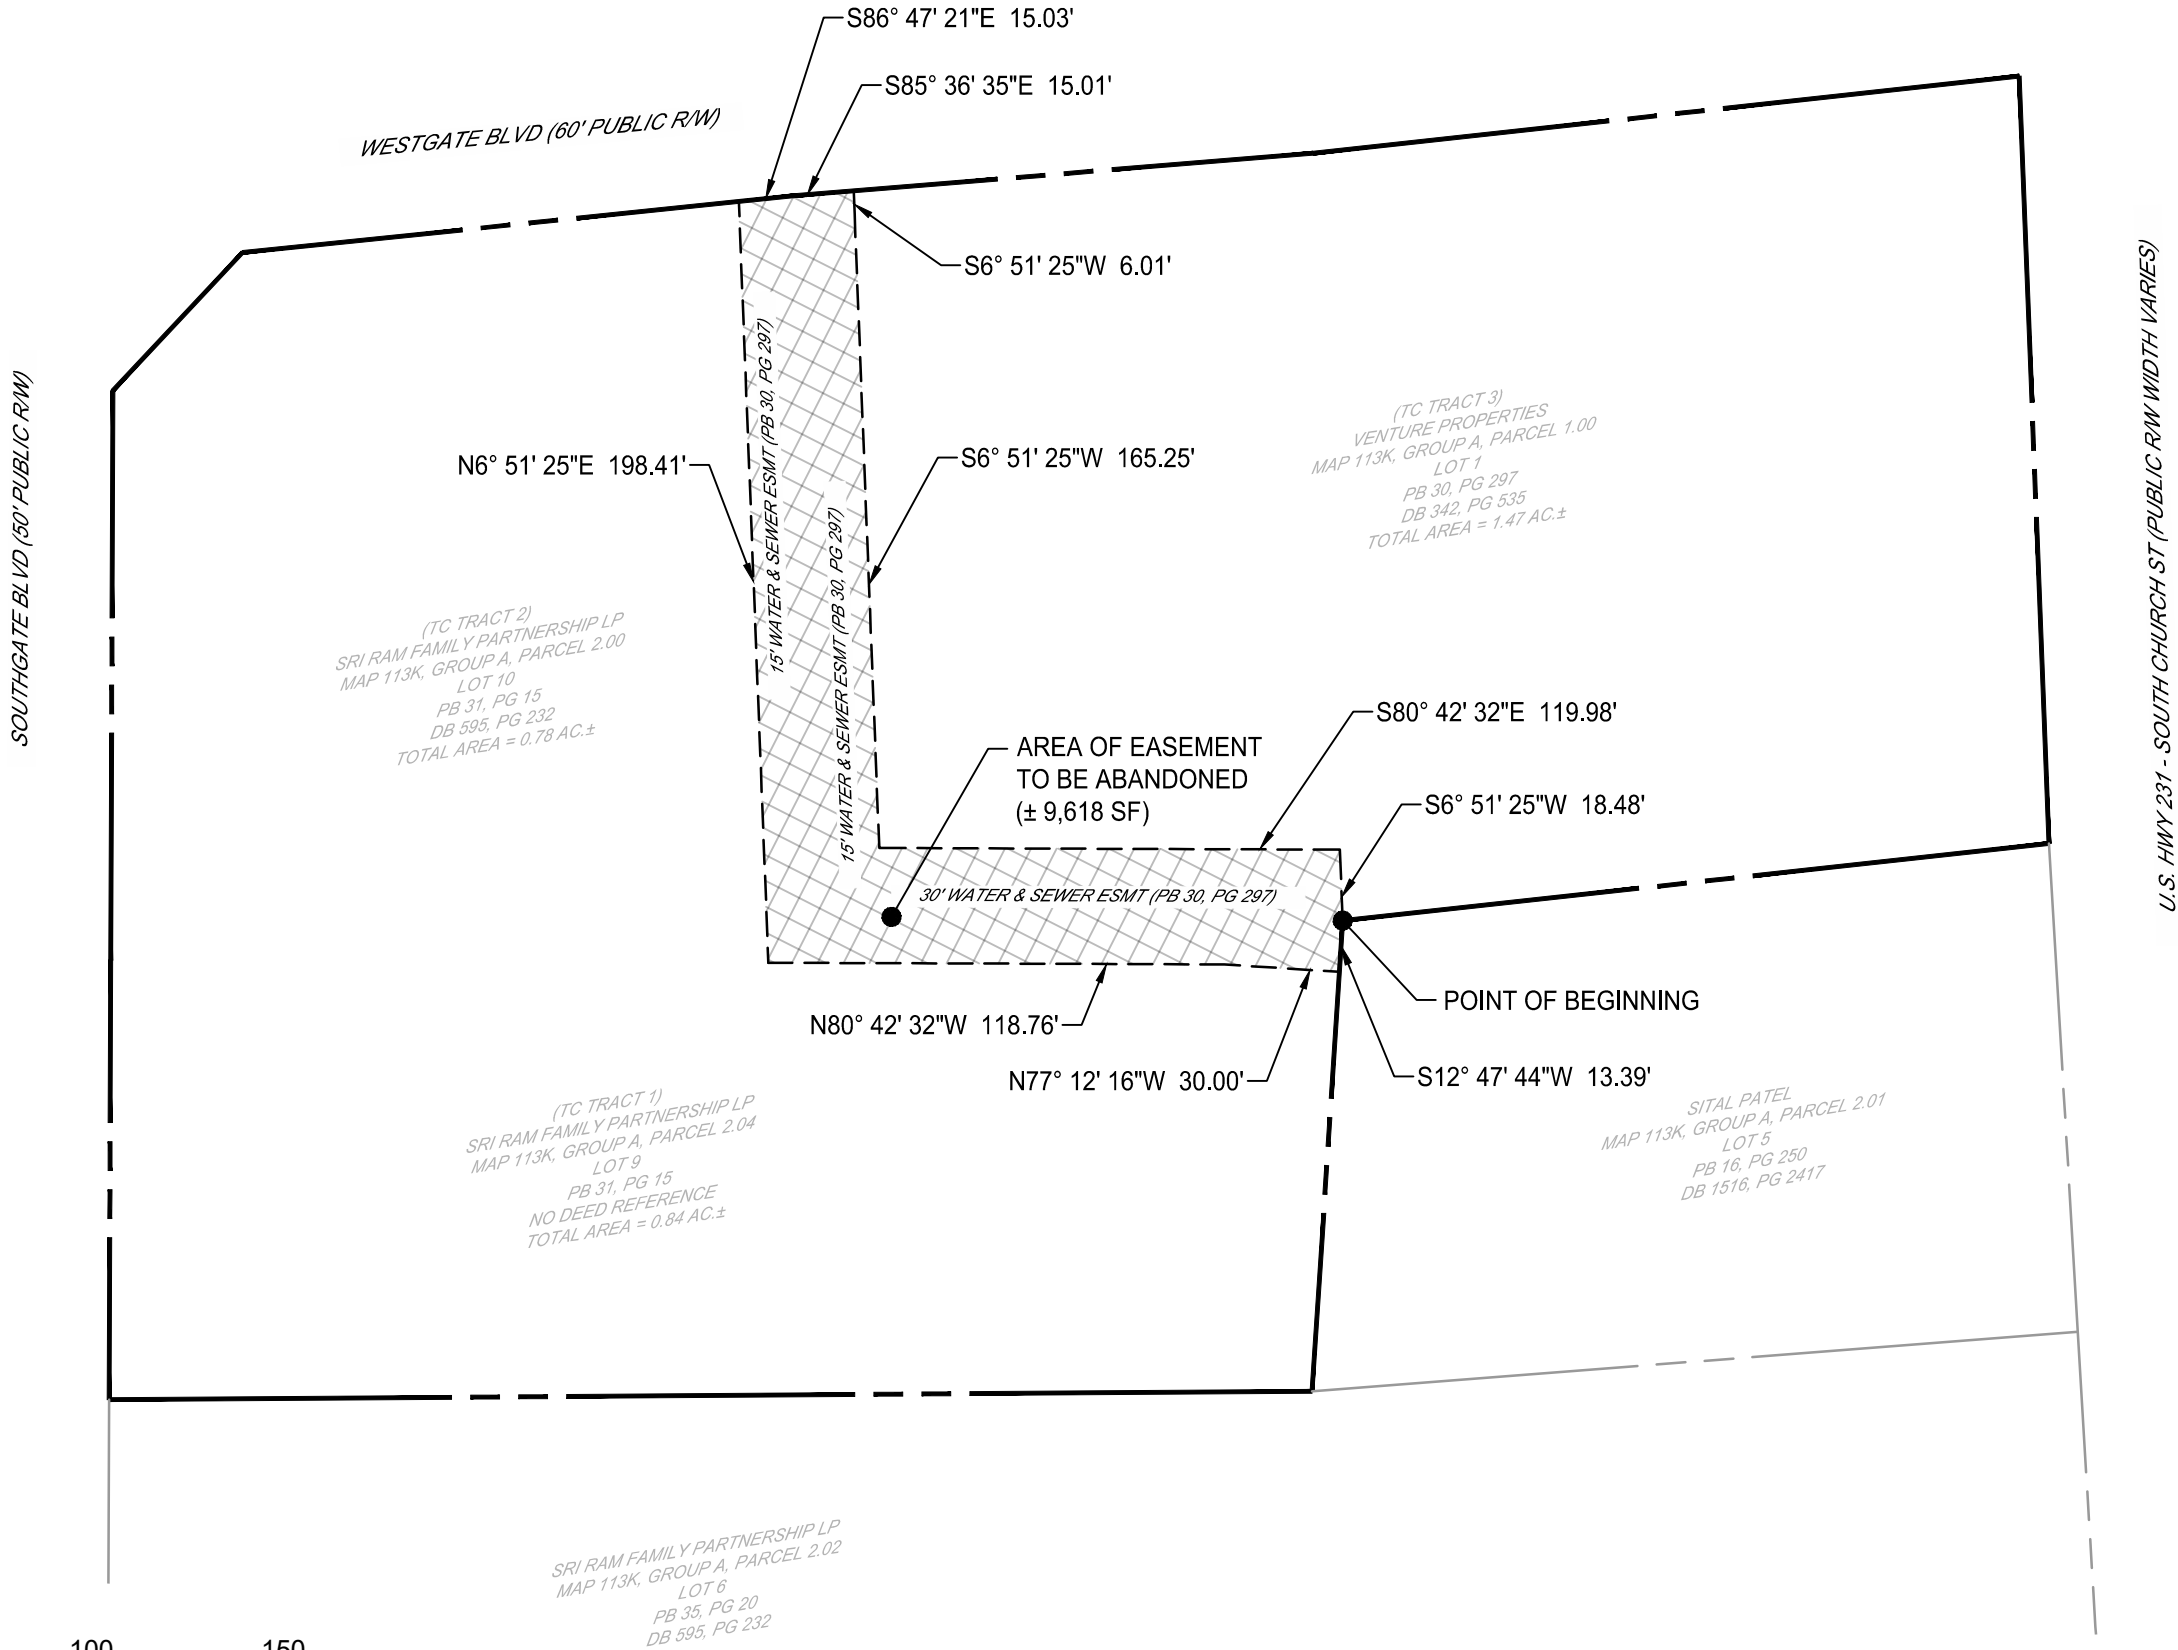 S86° 47' 21"E 15.03'
S85° 36' 35"E 15.01'
WESTGATE BLVD (60' PUBLIC R/W)
S6° 51' 25"W 6.01'
SOUTHGATE BLVD (50' PUBLIC R/W)
U.S. HWY 231 - SOUTH CHURCH ST (PUBLIC R/W WIDTH VARIES)
N6° 51' 25"E 198.41'
15' WATER & SEWER ESMT (PB 30, PG 297)
15' WATER & SEWER ESMT (PB 30, PG 297)
S6° 51' 25"W 165.25'
(TC TRACT 3)
VENTURE PROPERTIES
MAP 113K, GROUP A, PARCEL 1.00
LOT 1
PB 30, PG 297
DB 342, PG 535
TOTAL AREA = 1.47 AC.±
(TC TRACT 2)
SRI RAM FAMILY PARTNERSHIP LP
MAP 113K, GROUP A, PARCEL 2.00
LOT 10
PB 31, PG 15
DB 595, PG 232
TOTAL AREA = 0.78 AC.±
AREA OF EASEMENT
TO BE ABANDONED
(± 9,618 SF)
S80° 42' 32"E 119.98'
S6° 51' 25"W 18.48'
30' WATER & SEWER ESMT (PB 30, PG 297)
POINT OF BEGINNING
N80° 42' 32"W 118.76'
N77° 12' 16"W 30.00'
S12° 47' 44"W 13.39'
(TC TRACT 1)
SRI RAM FAMILY PARTNERSHIP LP
MAP 113K, GROUP A, PARCEL 2.04
LOT 9
PB 31, PG 15
NO DEED REFERENCE
TOTAL AREA = 0.84 AC.±
SITAL PATEL
MAP 113K, GROUP A, PARCEL 2.01
LOT 5
PB 16, PG 250
DB 1516, PG 2417
SRI RAM FAMILY PARTNERSHIP LP
MAP 113K, GROUP A, PARCEL 2.02
LOT 6
PB 35, PG 20
DB 595, PG 232
100 150